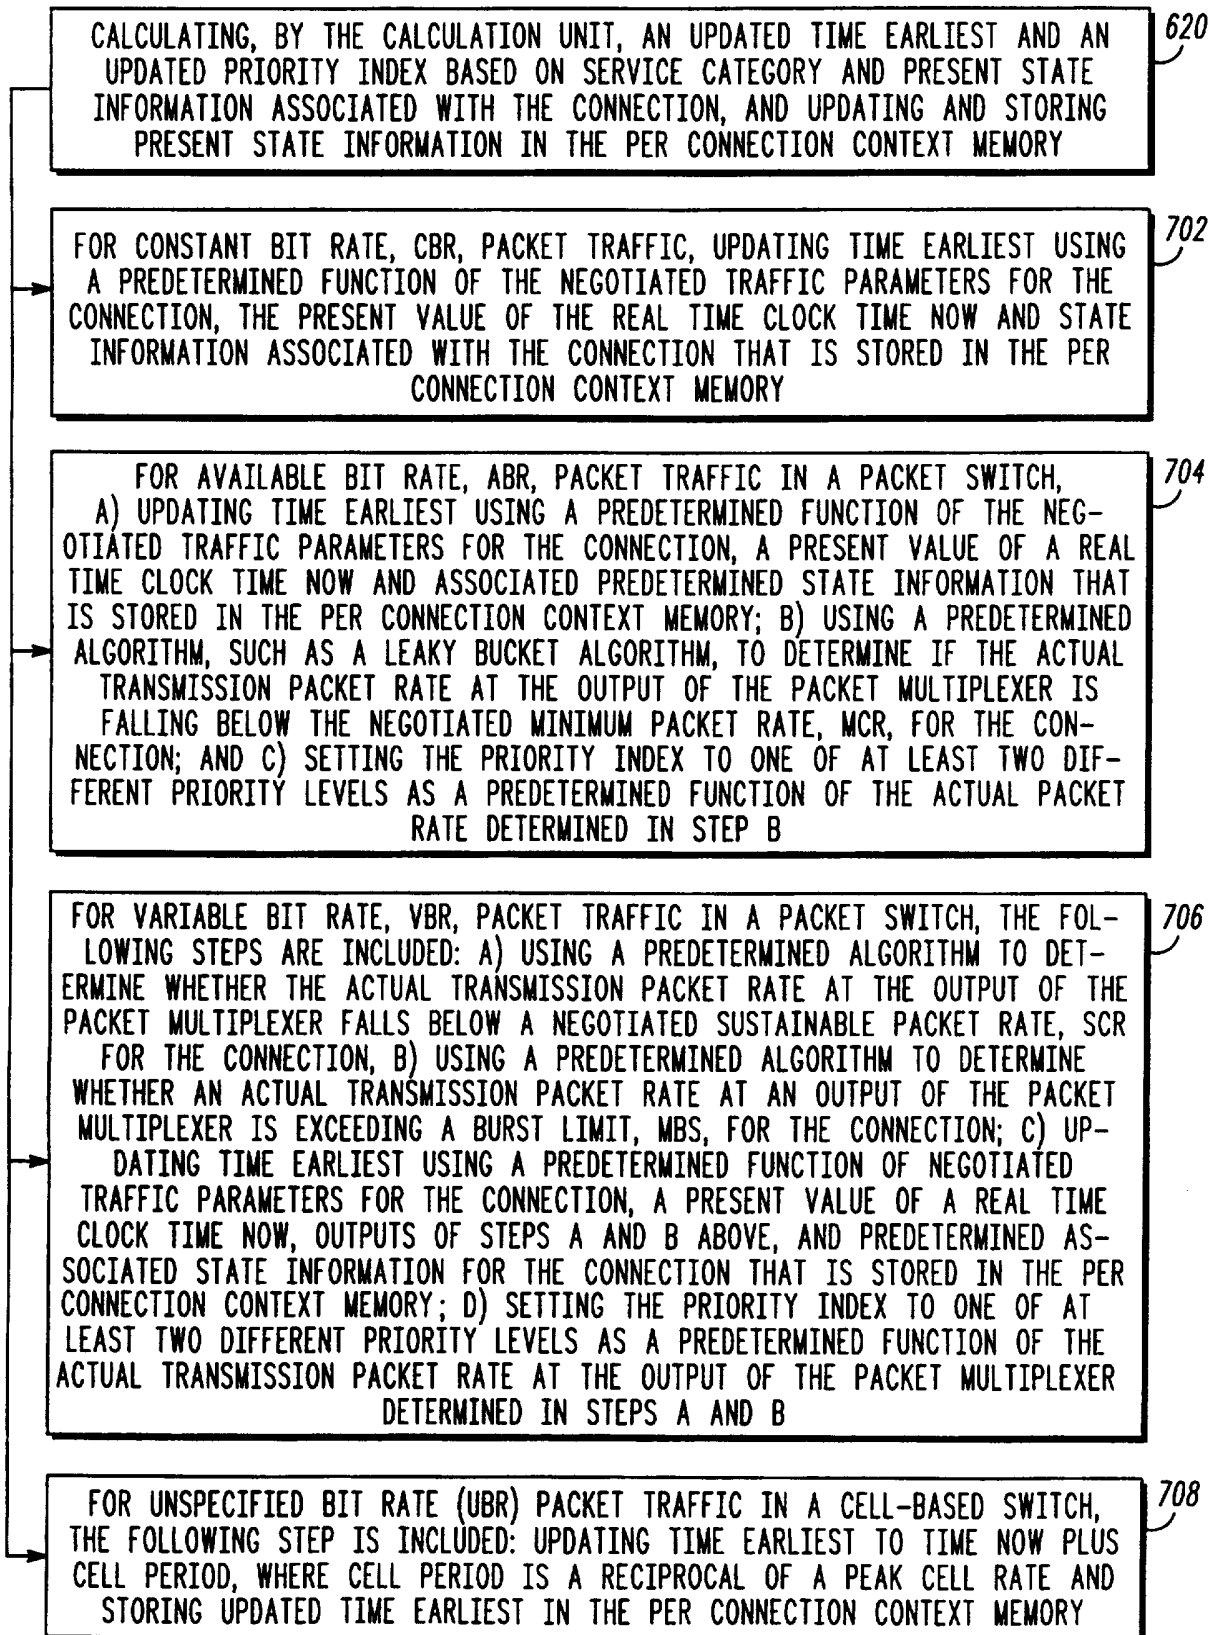 620
CALCULATING, BY THE CALCULATION UNIT, AN UPDATED TIME EARLIEST AND AN
UPDATED PRIORITY INDEX BASED ON SERVICE CATEGORY AND PRESENT STATE
INFORMATION ASSOCIATED WITH THE CONNECTION, AND UPDATING AND STORING
PRESENT STATE INFORMATION IN THE PER CONNECTION CONTEXT MEMORY
702
FOR CONSTANT BIT RATE, CBR, PACKET TRAFFIC, UPDATING TIME EARLIEST USING
A PREDETERMINED FUNCTION OF THE NEGOTIATED TRAFFIC PARAMETERS FOR THE
CONNECTION, THE PRESENT VALUE OF THE REAL TIME CLOCK TIME NOW AND STATE
INFORMATION ASSOCIATED WITH THE CONNECTION THAT IS STORED IN THE PER
CONNECTION CONTEXT MEMORY
704
FOR AVAILABLE BIT RATE, ABR, PACKET TRAFFIC IN A PACKET SWITCH,
A) UPDATING TIME EARLIEST USING A PREDETERMINED FUNCTION OF THE NEG-
OTIATED TRAFFIC PARAMETERS FOR THE CONNECTION, A PRESENT VALUE OF A REAL
TIME CLOCK TIME NOW AND ASSOCIATED PREDETERMINED STATE INFORMATION THAT
IS STORED IN THE PER CONNECTION CONTEXT MEMORY; B) USING A PREDETERMINED
ALGORITHM, SUCH AS A LEAKY BUCKET ALGORITHM, TO DETERMINE IF THE ACTUAL
TRANSMISSION PACKET RATE AT THE OUTPUT OF THE PACKET MULTIPLEXER IS
FALLING BELOW THE NEGOTIATED MINIMUM PACKET RATE, MCR, FOR THE CON-
NECTION; AND C) SETTING THE PRIORITY INDEX TO ONE OF AT LEAST TWO DIF-
FERENT PRIORITY LEVELS AS A PREDETERMINED FUNCTION OF THE ACTUAL PACKET
RATE DETERMINED IN STEP B
706
FOR VARIABLE BIT RATE, VBR, PACKET TRAFFIC IN A PACKET SWITCH, THE FOL-
LOWING STEPS ARE INCLUDED: A) USING A PREDETERMINED ALGORITHM TO DET-
ERMINE WHETHER THE ACTUAL TRANSMISSION PACKET RATE AT THE OUTPUT OF THE
PACKET MULTIPLEXER FALLS BELOW A NEGOTIATED SUSTAINABLE PACKET RATE, SCR
FOR THE CONNECTION, B) USING A PREDETERMINED ALGORITHM TO DETERMINE
WHETHER AN ACTUAL TRANSMISSION PACKET RATE AT AN OUTPUT OF THE PACKET
MULTIPLEXER IS EXCEEDING A BURST LIMIT, MBS, FOR THE CONNECTION; C) UP-
DATING TIME EARLIEST USING A PREDETERMINED FUNCTION OF NEGOTIATED
TRAFFIC PARAMETERS FOR THE CONNECTION, A PRESENT VALUE OF A REAL TIME
CLOCK TIME NOW, OUTPUTS OF STEPS A AND B ABOVE, AND PREDETERMINED AS-
SOCIATED STATE INFORMATION FOR THE CONNECTION THAT IS STORED IN THE PER
CONNECTION CONTEXT MEMORY; D) SETTING THE PRIORITY INDEX TO ONE OF AT
LEAST TWO DIFFERENT PRIORITY LEVELS AS A PREDETERMINED FUNCTION OF THE
ACTUAL TRANSMISSION PACKET RATE AT THE OUTPUT OF THE PACKET MULTIPLEXER
DETERMINED IN STEPS A AND B
708
FOR UNSPECIFIED BIT RATE (UBR) PACKET TRAFFIC IN A CELL-BASED SWITCH,
THE FOLLOWING STEP IS INCLUDED: UPDATING TIME EARLIEST TO TIME NOW PLUS
CELL PERIOD, WHERE CELL PERIOD IS A RECIPROCAL OF A PEAK CELL RATE AND
STORING UPDATED TIME EARLIEST IN THE PER CONNECTION CONTEXT MEMORY